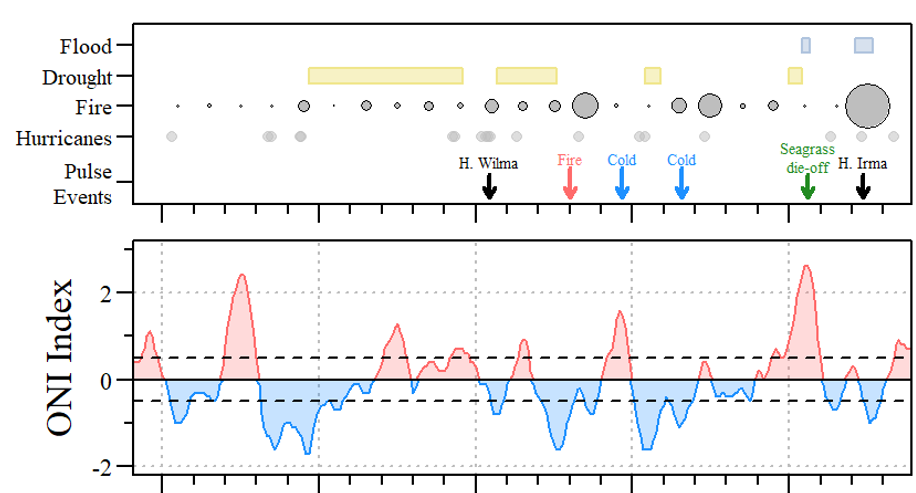 Flood
Drought
Fire
Hurricanes
Pulse
Events
H. Wilma
Fire
Cold
Cold
Seagrass
die-off
H. Irma
ONI Index
2
0
-2